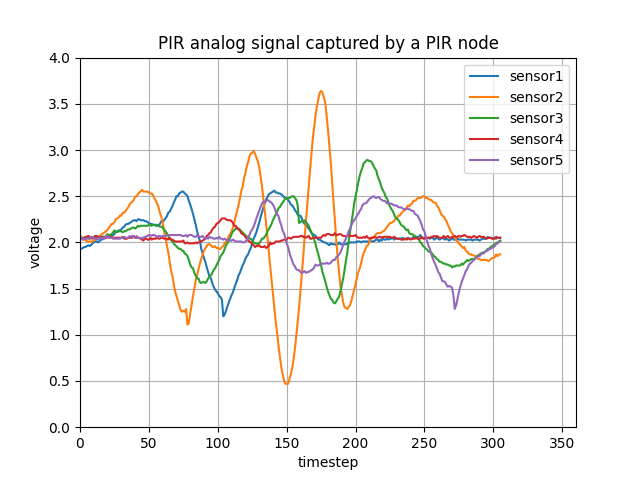 PIR analog signal captured by a PIR node
sensor1
sensor2
sensor3
sensor4
sensor5
4.0
3.5
3.0
2.5
2.0
1.5
1.0
0.5
0.0
voltage
0 50 100 150 200 250 300 350
timestep